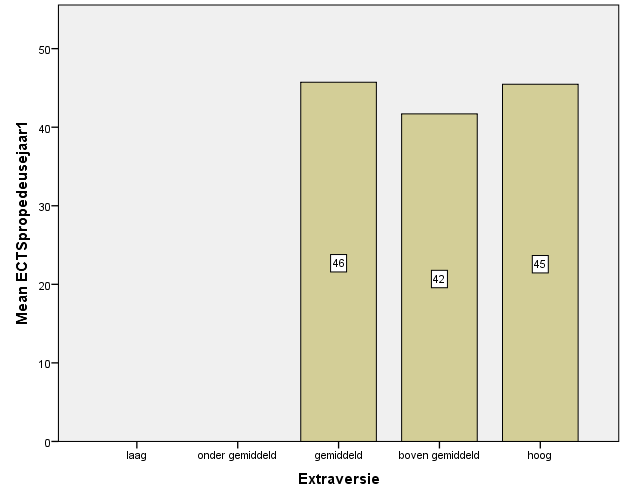 Mean ECTSpropedeusejaar1
50
40
30
20
10
0
46
42
45
laag
onder gemiddeld
gemiddeld
boven gemiddeld
hoog
Extraversie